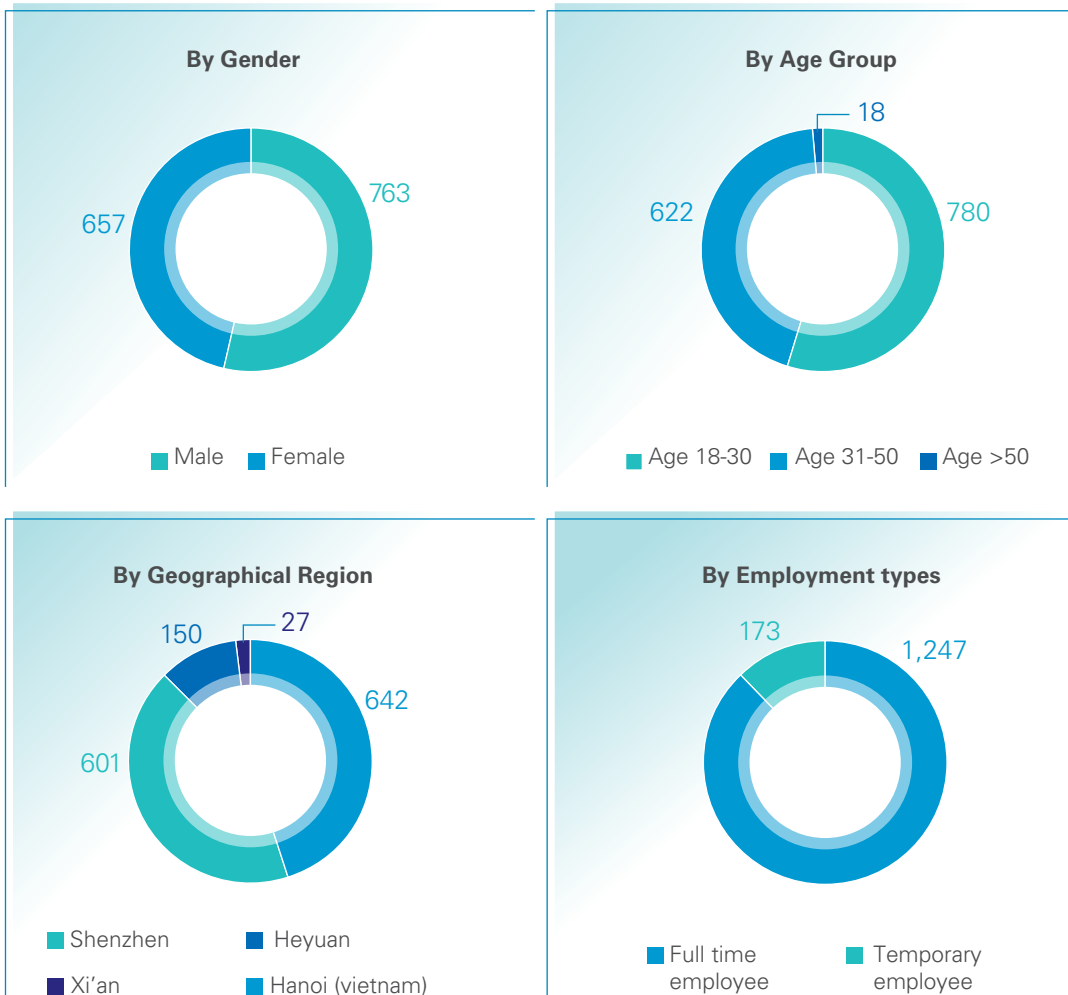 By Gender
763
657
Male Female
By Age Group
18
622
780
Age 18-30 Age 31-50 Age >50
By Geographical Region
27
150
642
601
Shenzhen Heyuan
Xi’an Hanoi (vietnam)
By Employment types
173
1,247
Full time
employee
Temporary
employee